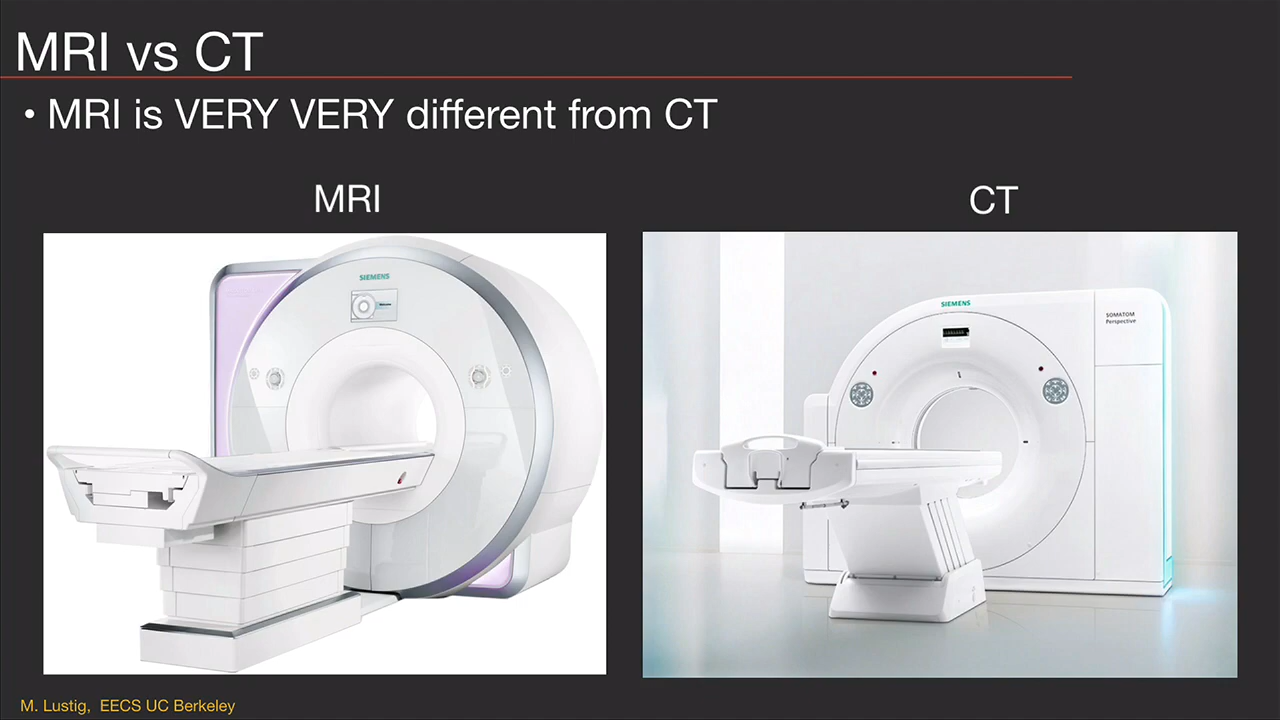 MRI vs CT
• MRI is VERY VERY different from CT
MRI
CT
SIEMENS
SIEMENS
SOMATOM
Perspective
M. Lustig, EECS UC Berkeley